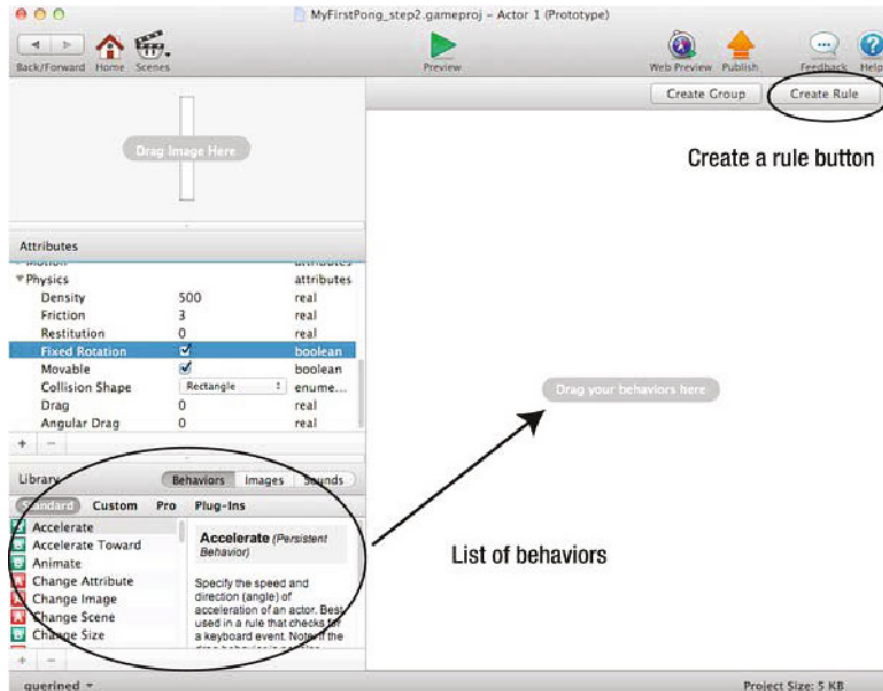 MyFirstPong_step2.gameproj – Actor 1 (Prototype)
Back/Forward Home Scenes Preview Web Preview Publish Feedback Help
Create Group Create Rule
Drag Image Here
Create a rule button
Attributes
Physics attributes
Density 500 real
Friction 3 real
Restitution 0 real
Fixed Rotation boolean
Movable boolean
Collision Shape Rectangle enume...
Drag 0 real
Angular Drag 0 real
Drag your behaviors here
+ −
Library Behaviors Images Sounds
Standard Custom Pro Plug-Ins
Accelerate
Accelerate Toward
Animate
Change Attribute
Change Image
Change Scene
Change Size
Accelerate (Persistent
Behavior)
Specify the speed and
direction (angle) of
acceleration of an actor. Best
used in a rule that checks for
a keyboard event. Note: if the
List of behaviors
+ −
querined
Project Size: 5 KB